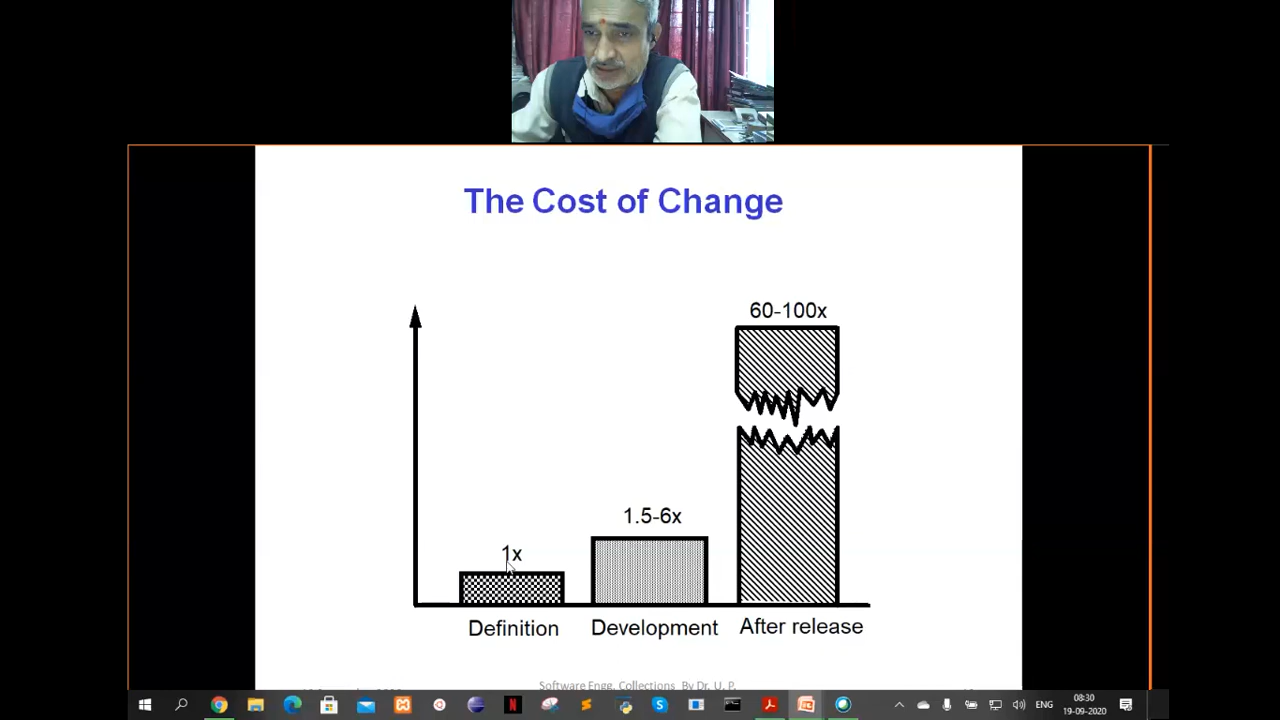 The Cost of Change
60-100x
1.5-6x
1x
Definition
Development
After release
Software Engg. Collections By Dr. U. P.
ENG
08:30
19-09-2020